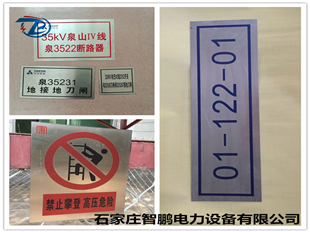 35kV泉山IV线
泉3522断路器
泉35231
地接地刀闸
禁止攀登 高压危险
01-122-01
石家庄智鹏电力设备有限公司